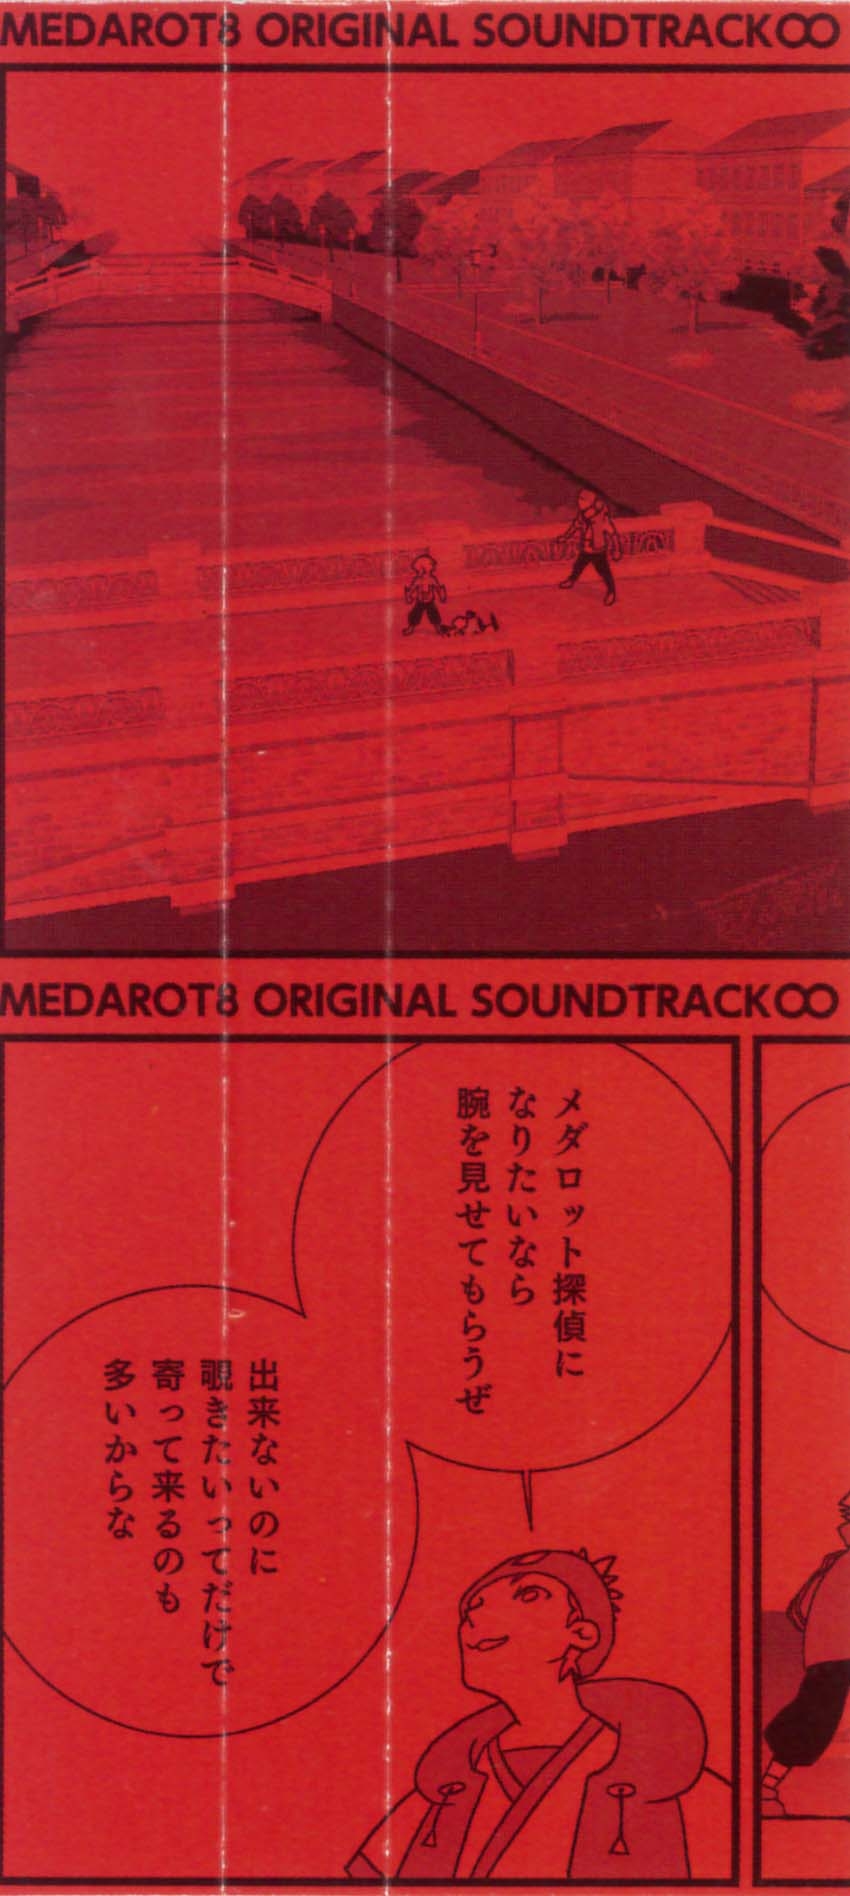 MEDAROT8 ORIGINAL SOUNDTRACK∞
MEDAROT8 ORIGINAL SOUNDTRACK∞
メダロット探偵に
なりたいなら
腕を見せてもらうぜ
出来ないのに
覗きたいってだけで
寄って来るのも
多いからな